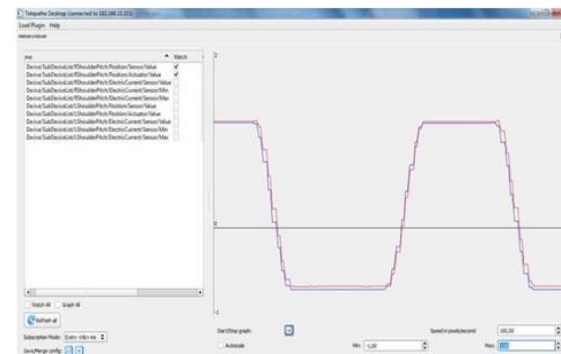 Telepathe Desktop (connected to 192.168.
Load Plugin Help
Watch
Device/SubDeviceList/RShoulderPitch/Position/Sensor/Value
Device/SubDeviceList/RShoulderPitch/Position/Actuator/Value
Device/SubDeviceList/RShoulderPitch/ElectricCurrent/Sensor/Value
Device/SubDeviceList/RShoulderPitch/ElectricCurrent/Sensor/Min
Device/SubDeviceList/RShoulderPitch/ElectricCurrent/Sensor/Max
Device/SubDeviceList/LShoulderPitch/Position/Sensor/Value
Device/SubDeviceList/LShoulderPitch/Position/Actuator/Value
Device/SubDeviceList/LShoulderPitch/ElectricCurrent/Sensor/Value
Device/SubDeviceList/LShoulderPitch/ElectricCurrent/Sensor/Min
Device/SubDeviceList/LShoulderPitch/ElectricCurrent/Sensor/Max
2
0
-1
Watch All Graph All
Refresh all
Subscription Mode: Every
Save/Merge config:
Start/Stop graph:
Speed in pixels/second: 100,00
Autoscale
Min: -1,00
Max: